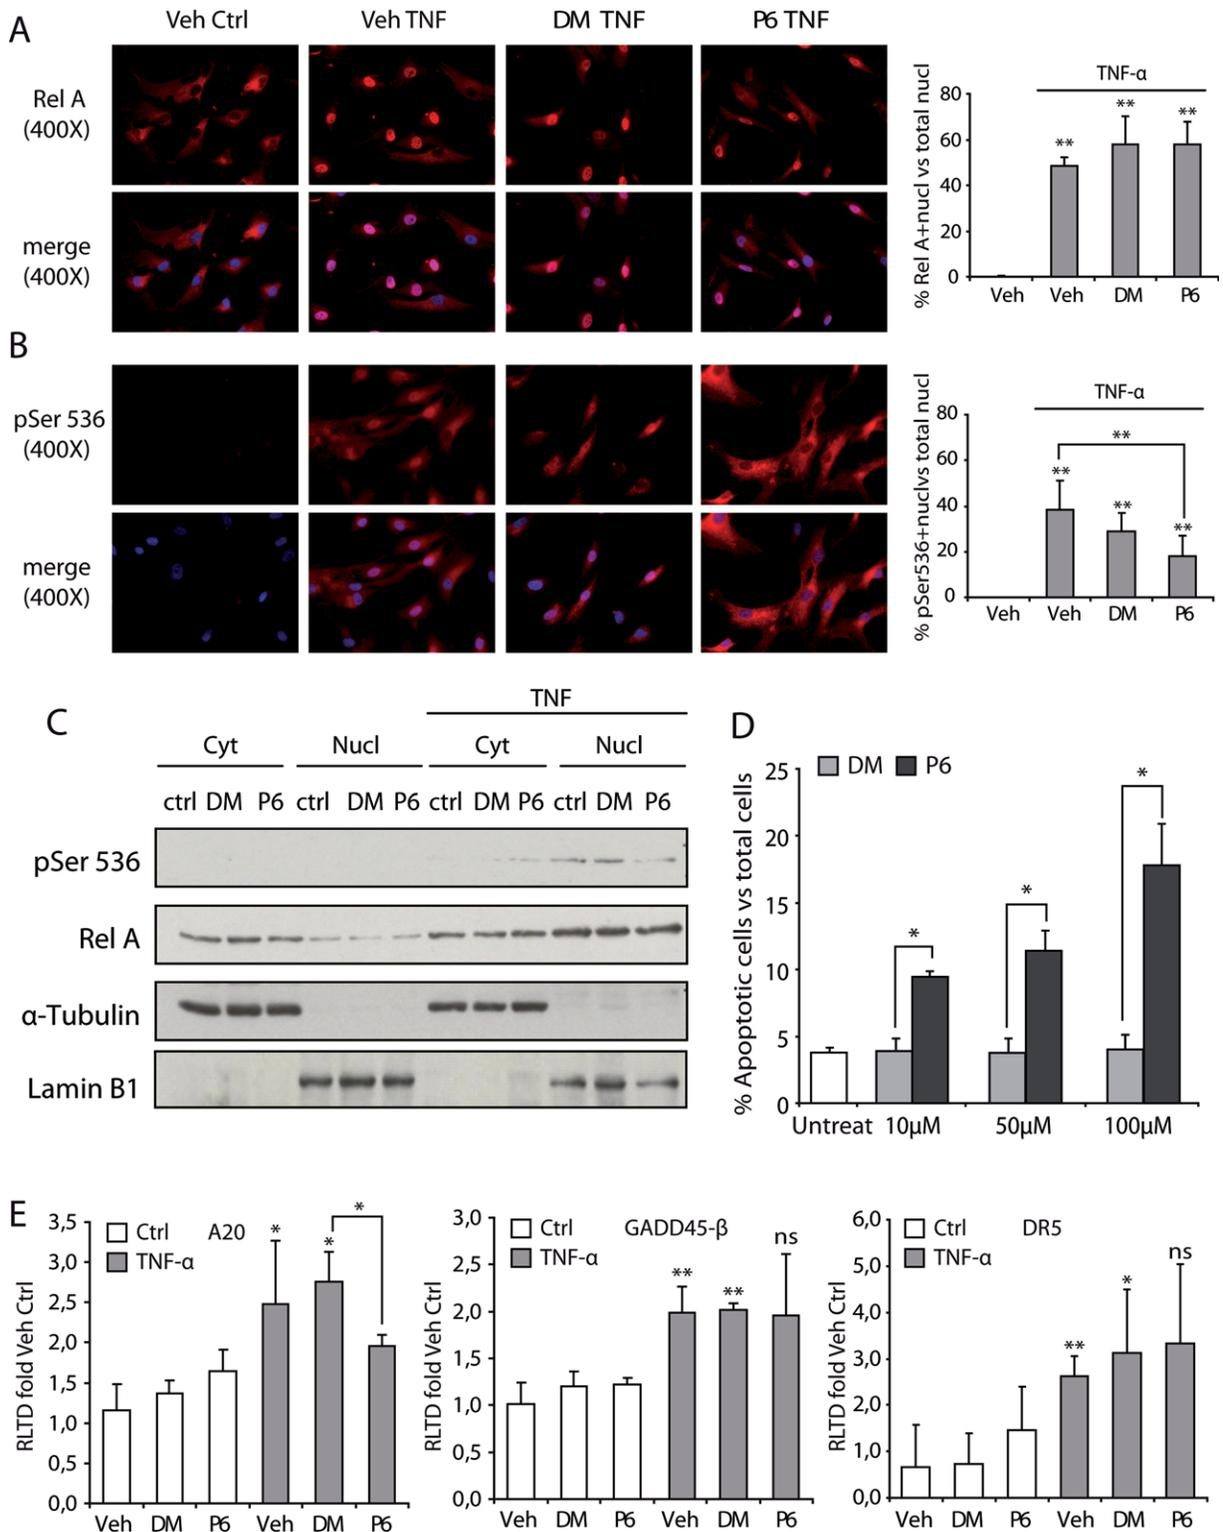 A
Veh Ctrl
Veh TNF
DM TNF
P6 TNF
Rel A
(400X)
merge
(400X)
% Rel A+nucl vs total nucl
TNF-α
80
60
40
20
0
**
**
**
Veh
Veh
DM
P6
B
pSer 536
(400X)
merge
(400X)
% pSer536+nuclvs total nucl
TNF-α
80
60
40
20
0
**
**
**
**
Veh
Veh
DM
P6
C
TNF
Cyt
Nucl
Cyt
Nucl
ctrl DM P6 ctrl DM P6 ctrl DM P6 ctrl DM P6
pSer 536
Rel A
α-Tubulin
Lamin B1
D
DM
P6
% Apoptotic cells vs total cells
25
20
15
10
5
0
*
*
*
Untreat
10µM
50µM
100µM
E
RLTD fold Veh Ctrl
3,5
3,0
2,5
2,0
1,5
1,0
0,5
0,0
Ctrl
TNF-α
A20
*
*
*
Veh
DM
P6
Veh
DM
P6
RLTD fold Veh Ctrl
3,0
2,5
2,0
1,5
1,0
0,5
0,0
Ctrl
TNF-α
GADD45-β
**
**
ns
Veh
DM
P6
Veh
DM
P6
RLTD fold Veh Ctrl
6,0
5,0
4,0
3,0
2,0
1,0
0,0
Ctrl
TNF-α
DR5
**
*
ns
Veh
DM
P6
Veh
DM
P6